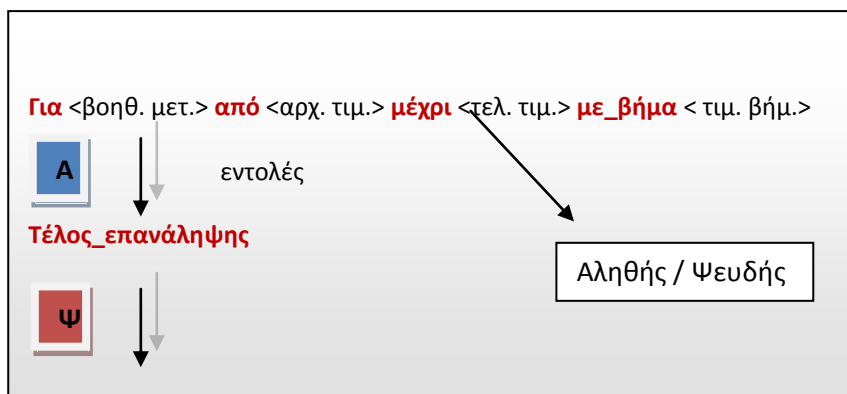 Για <βοηθ. μετ.> από <αρχ. τιμ.> μέχρι <τελ. τιμ.> με_βήμα < τιμ. βήμ.>
Α
εντολές
Τέλος_επανάληψης
Αληθής / Ψευδής
Ψ